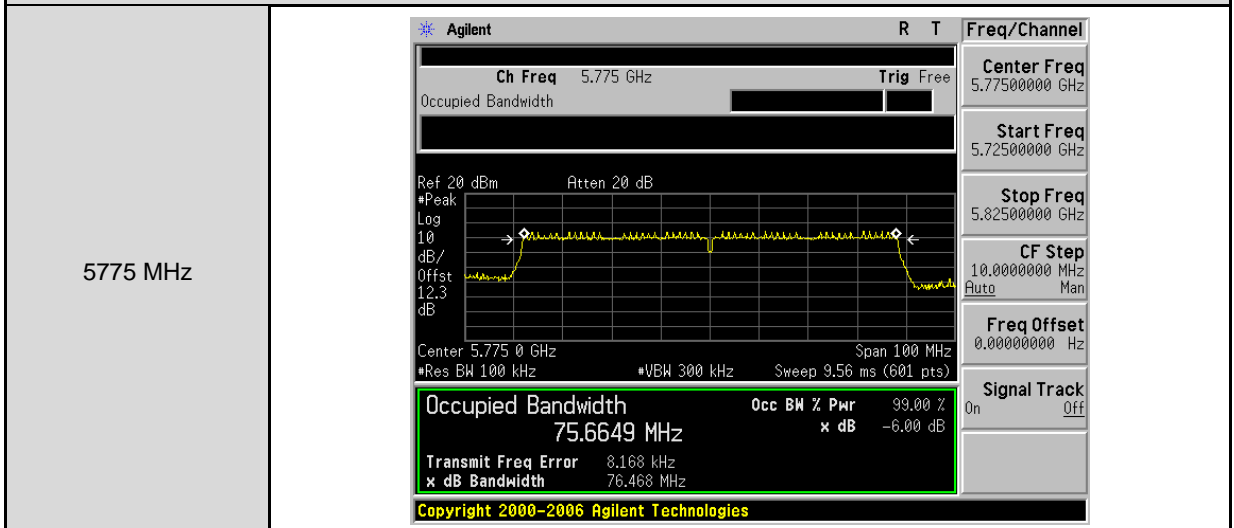 5775 MHz
Agilent R T
Ch Freq 5.775 GHz Trig Free
Occupied Bandwidth
Ref 20 dBm Atten 20 dB
#Peak
Log
10
dB/
Offst
12.3
dB
Center 5.775 0 GHz Span 100 MHz
#Res BW 100 kHz #VBW 300 kHz Sweep 9.56 ms (601 pts)
Occupied Bandwidth
75.6649 MHz
Occ BW % Pwr 99.00 %
x dB -6.00 dB
Transmit Freq Error 8.168 kHz
x dB Bandwidth 76.468 MHz
Copyright 2000-2006 Agilent Technologies
Freq/Channel
Center Freq
5.77500000 GHz
Start Freq
5.72500000 GHz
Stop Freq
5.82500000 GHz
CF Step
10.0000000 MHz
Auto Man
Freq Offset
0.00000000 Hz
Signal Track
On Off